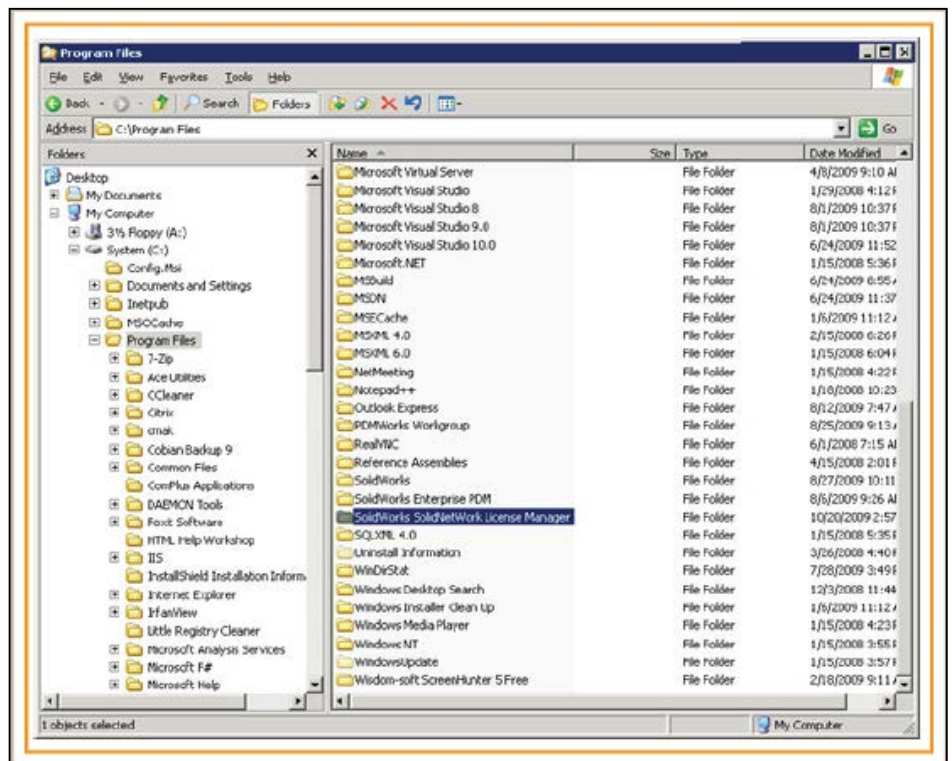 Program Files
File Edit View Favorites Tools Help
Back Search Folders
Address C:\Program Files Go
Folders
Desktop
My Documents
My Computer
3½ Floppy (A:)
System (C:)
Config.Msi
Documents and Settings
Inetpub
MSOCache
Program Files
7-Zip
Ace Utilities
CCleaner
Citrix
cmak
Cobian Backup 9
Common Files
ComPlus Applications
DAEMON Tools
Foxit Software
HTML Help Workshop
IIS
InstallShield Installation Inform
Internet Explorer
IrfanView
Little Registry Cleaner
Microsoft Analysis Services
Microsoft F#
Microsoft Help
Name Size Type Date Modified
Microsoft Virtual Server File Folder 4/8/2009 9:10 A
Microsoft Visual Studio File Folder 1/29/2008 4:12
Microsoft Visual Studio 8 File Folder 8/1/2009 10:37
Microsoft Visual Studio 9.0 File Folder 8/1/2009 10:37
Microsoft Visual Studio 10.0 File Folder 6/24/2009 11:52
Microsoft.NET File Folder 1/15/2008 5:36
MSBuild File Folder 6/24/2009 6:55
MSDN File Folder 6/24/2009 11:37
MSECache File Folder 1/6/2009 11:12
MSXML 4.0 File Folder 2/15/2008 6:26
MSXML 6.0 File Folder 1/15/2008 6:04
NetMeeting File Folder 1/15/2008 4:22
Notepad++ File Folder 1/18/2008 10:23
Outlook Express File Folder 8/12/2009 7:47
PDMWorks Workgroup File Folder 8/25/2009 9:13
RealVNC File Folder 6/1/2008 7:15 A
Reference Assemblies File Folder 4/15/2008 2:01
SolidWorks File Folder 8/27/2009 10:11
SolidWorks Enterprise PDM File Folder 8/6/2009 9:26 A
SolidWorks SolidNetWork License Manager File Folder 10/20/2009 2:57
SQLXML 4.0 File Folder 1/15/2008 5:35
Uninstall Information File Folder 3/26/2008 4:40
WinDirStat File Folder 7/28/2009 3:49
Windows Desktop Search File Folder 12/3/2008 11:44
Windows Installer Clean Up File Folder 1/6/2009 11:12
Windows Media Player File Folder 1/15/2008 4:23
Windows NT File Folder 1/15/2008 3:55
WindowsUpdate File Folder 1/15/2008 3:57
Wisdom-soft ScreenHunter 5 Free File Folder 2/18/2009 9:11
1 objects selected My Computer